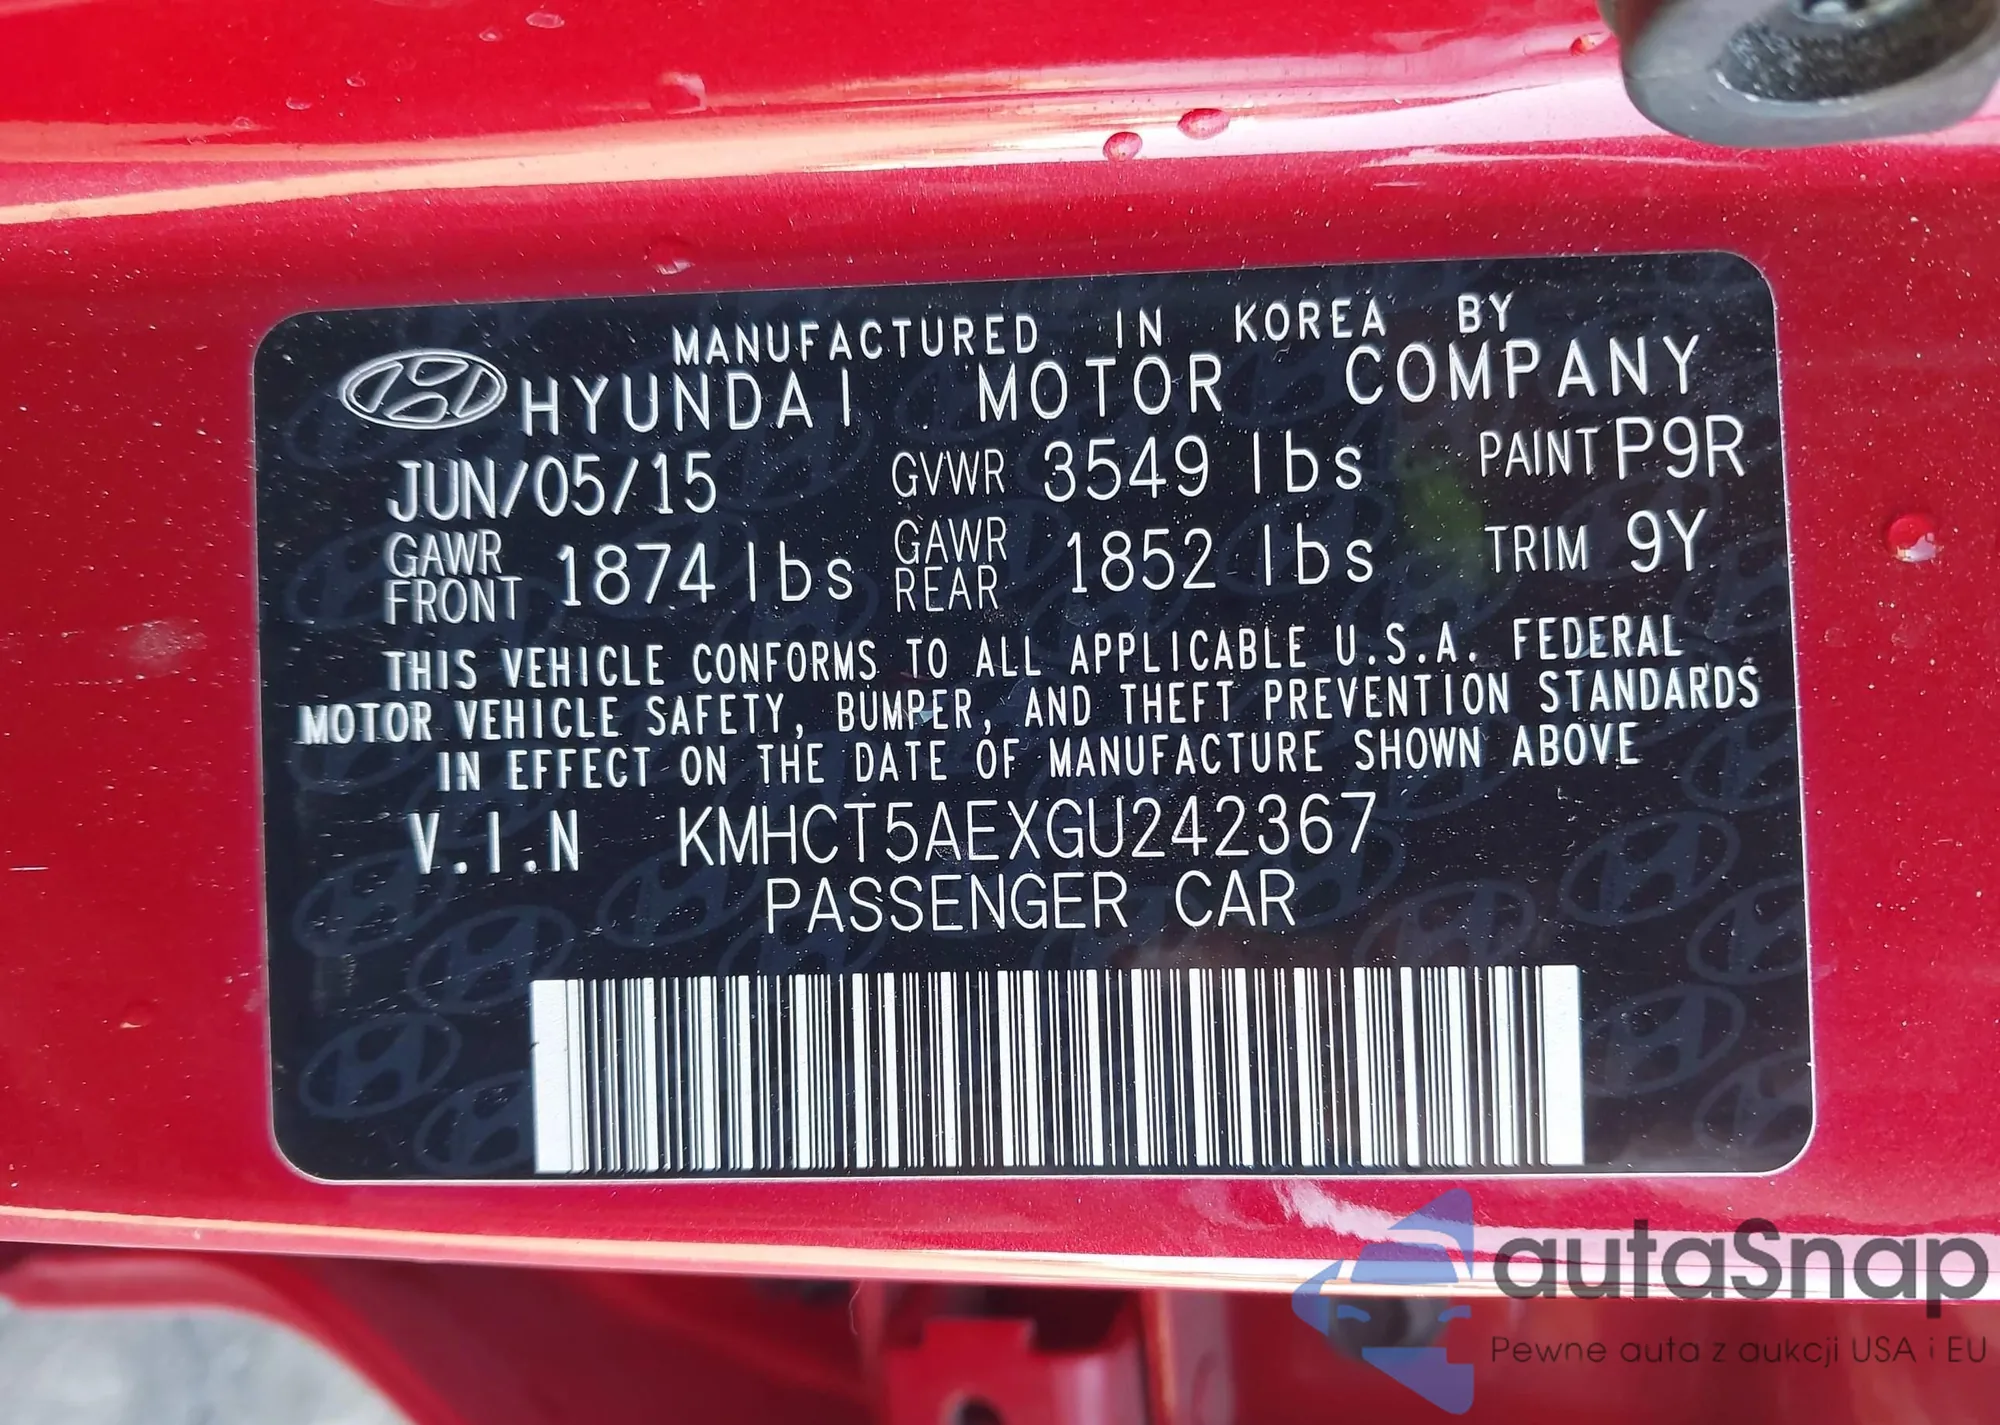 MANUFACTURED IN KOREA BY
HYUNDAI MOTOR COMPANY
JUN/05/15 GVWR 3549 lbs PAINT P9R
GAWR FRONT 1874 lbs GAWR REAR 1852 lbs TRIM 9Y
THIS VEHICLE CONFORMS TO ALL APPLICABLE U.S.A. FEDERAL
MOTOR VEHICLE SAFETY, BUMPER, AND THEFT PREVENTION STANDARDS
IN EFFECT ON THE DATE OF MANUFACTURE SHOWN ABOVE
V.I.N KMHCT5AEXGU242367
PASSENGER CAR
autaSnap
Pewne auta z aukcji USA i EU